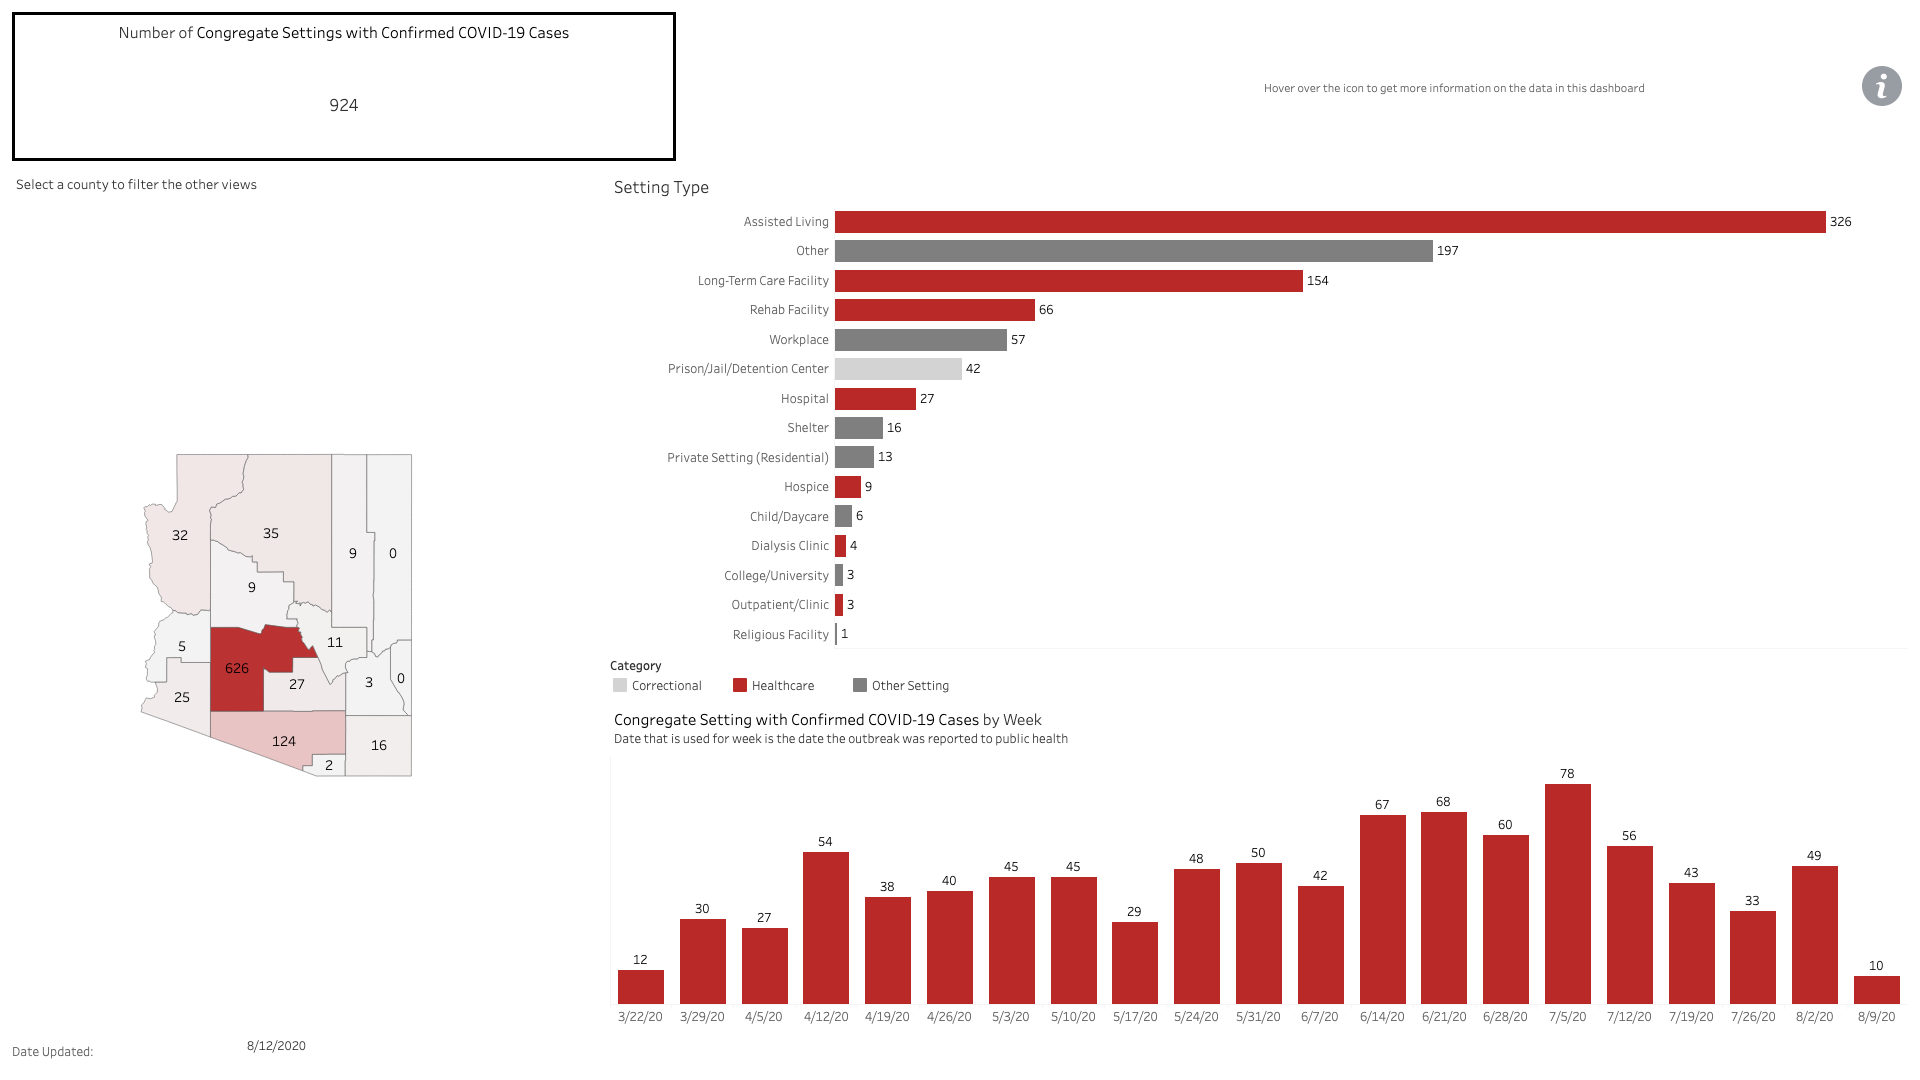 Number of Congregate Settings with Confirmed COVID-19 Cases
924
Hover over the icon to get more information on the data in this dashboard
i
Select a county to filter the other views
32
35
9
0
9
5
11
626
27
3
0
25
124
16
2
Setting Type
Assisted Living 326
Other 197
Long-Term Care Facility 154
Rehab Facility 66
Workplace 57
Prison/Jail/Detention Center 42
Hospital 27
Shelter 16
Private Setting (Residential) 13
Hospice 9
Child/Daycare 6
Dialysis Clinic 4
College/University 3
Outpatient/Clinic 3
Religious Facility 1
Category
Correctional Healthcare Other Setting
Congregate Setting with Confirmed COVID-19 Cases by Week
Date that is used for week is the date the outbreak was reported to public health
12 30 27 54 38 40 45 45 29 48 50 42 67 68 60 78 56 43 33 49 10
3/22/20 3/29/20 4/5/20 4/12/20 4/19/20 4/26/20 5/3/20 5/10/20 5/17/20 5/24/20 5/31/20 6/7/20 6/14/20 6/21/20 6/28/20 7/5/20 7/12/20 7/19/20 7/26/20 8/2/20 8/9/20
Date Updated: 8/12/2020